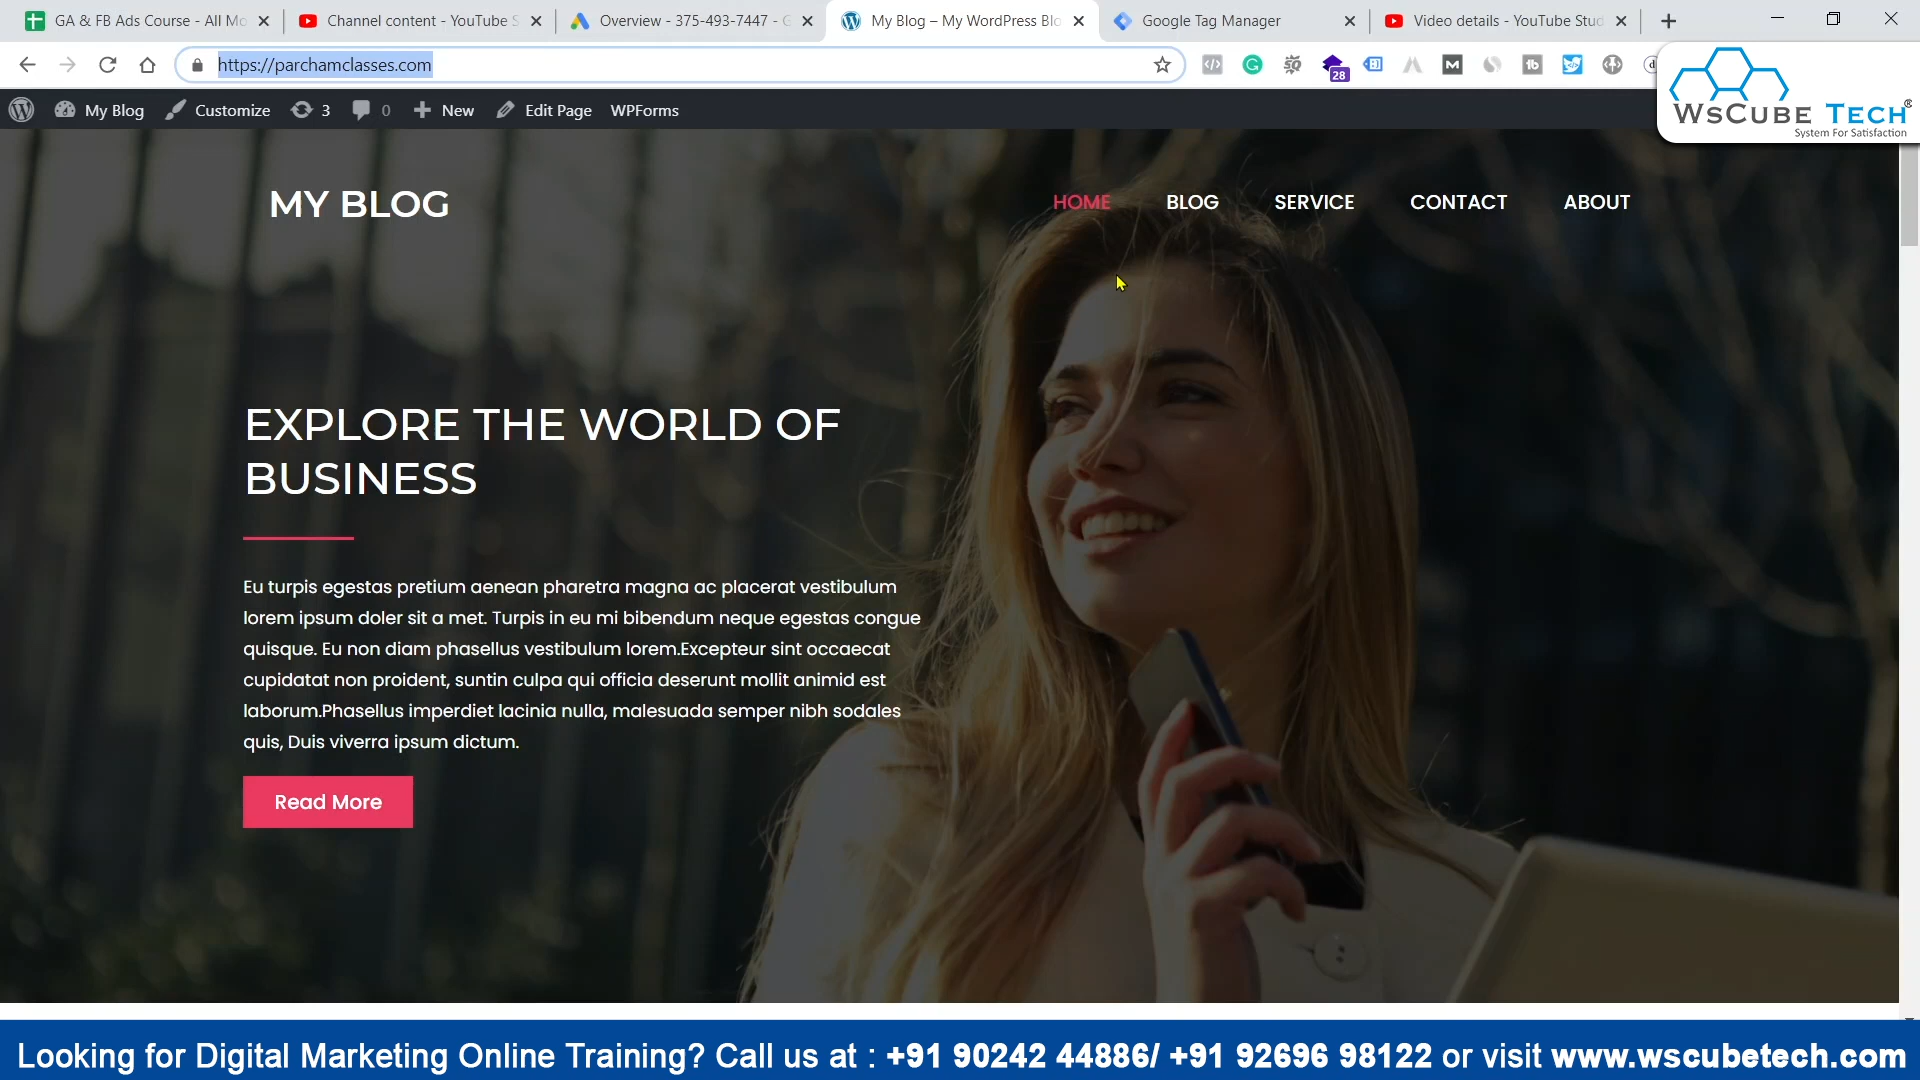 GA & FB Ads Course - All Mo
Channel content - YouTube S
Overview - 375-493-7447 - G
My Blog – My WordPress Blo
Google Tag Manager
Video details - YouTube Stud
https://parchamclasses.com
28
My Blog
Customize
3
0
New
Edit Page
WPForms
WSCUBE TECH®
System For Satisfaction
MY BLOG
HOME
BLOG
SERVICE
CONTACT
ABOUT
EXPLORE THE WORLD OF
BUSINESS
Eu turpis egestas pretium aenean pharetra magna ac placerat vestibulum
lorem ipsum doler sit a met. Turpis in eu mi bibendum neque egestas congue
quisque. Eu non diam phasellus vestibulum lorem.Excepteur sint occaecat
cupidatat non proident, suntin culpa qui officia deserunt mollit animid est
laborum.Phasellus imperdiet lacinia nulla, malesuada semper nibh sodales
quis, Duis viverra ipsum dictum.
Read More
Looking for Digital Marketing Online Training? Call us at : +91 90242 44886/ +91 92696 98122 or visit www.wscubetech.com